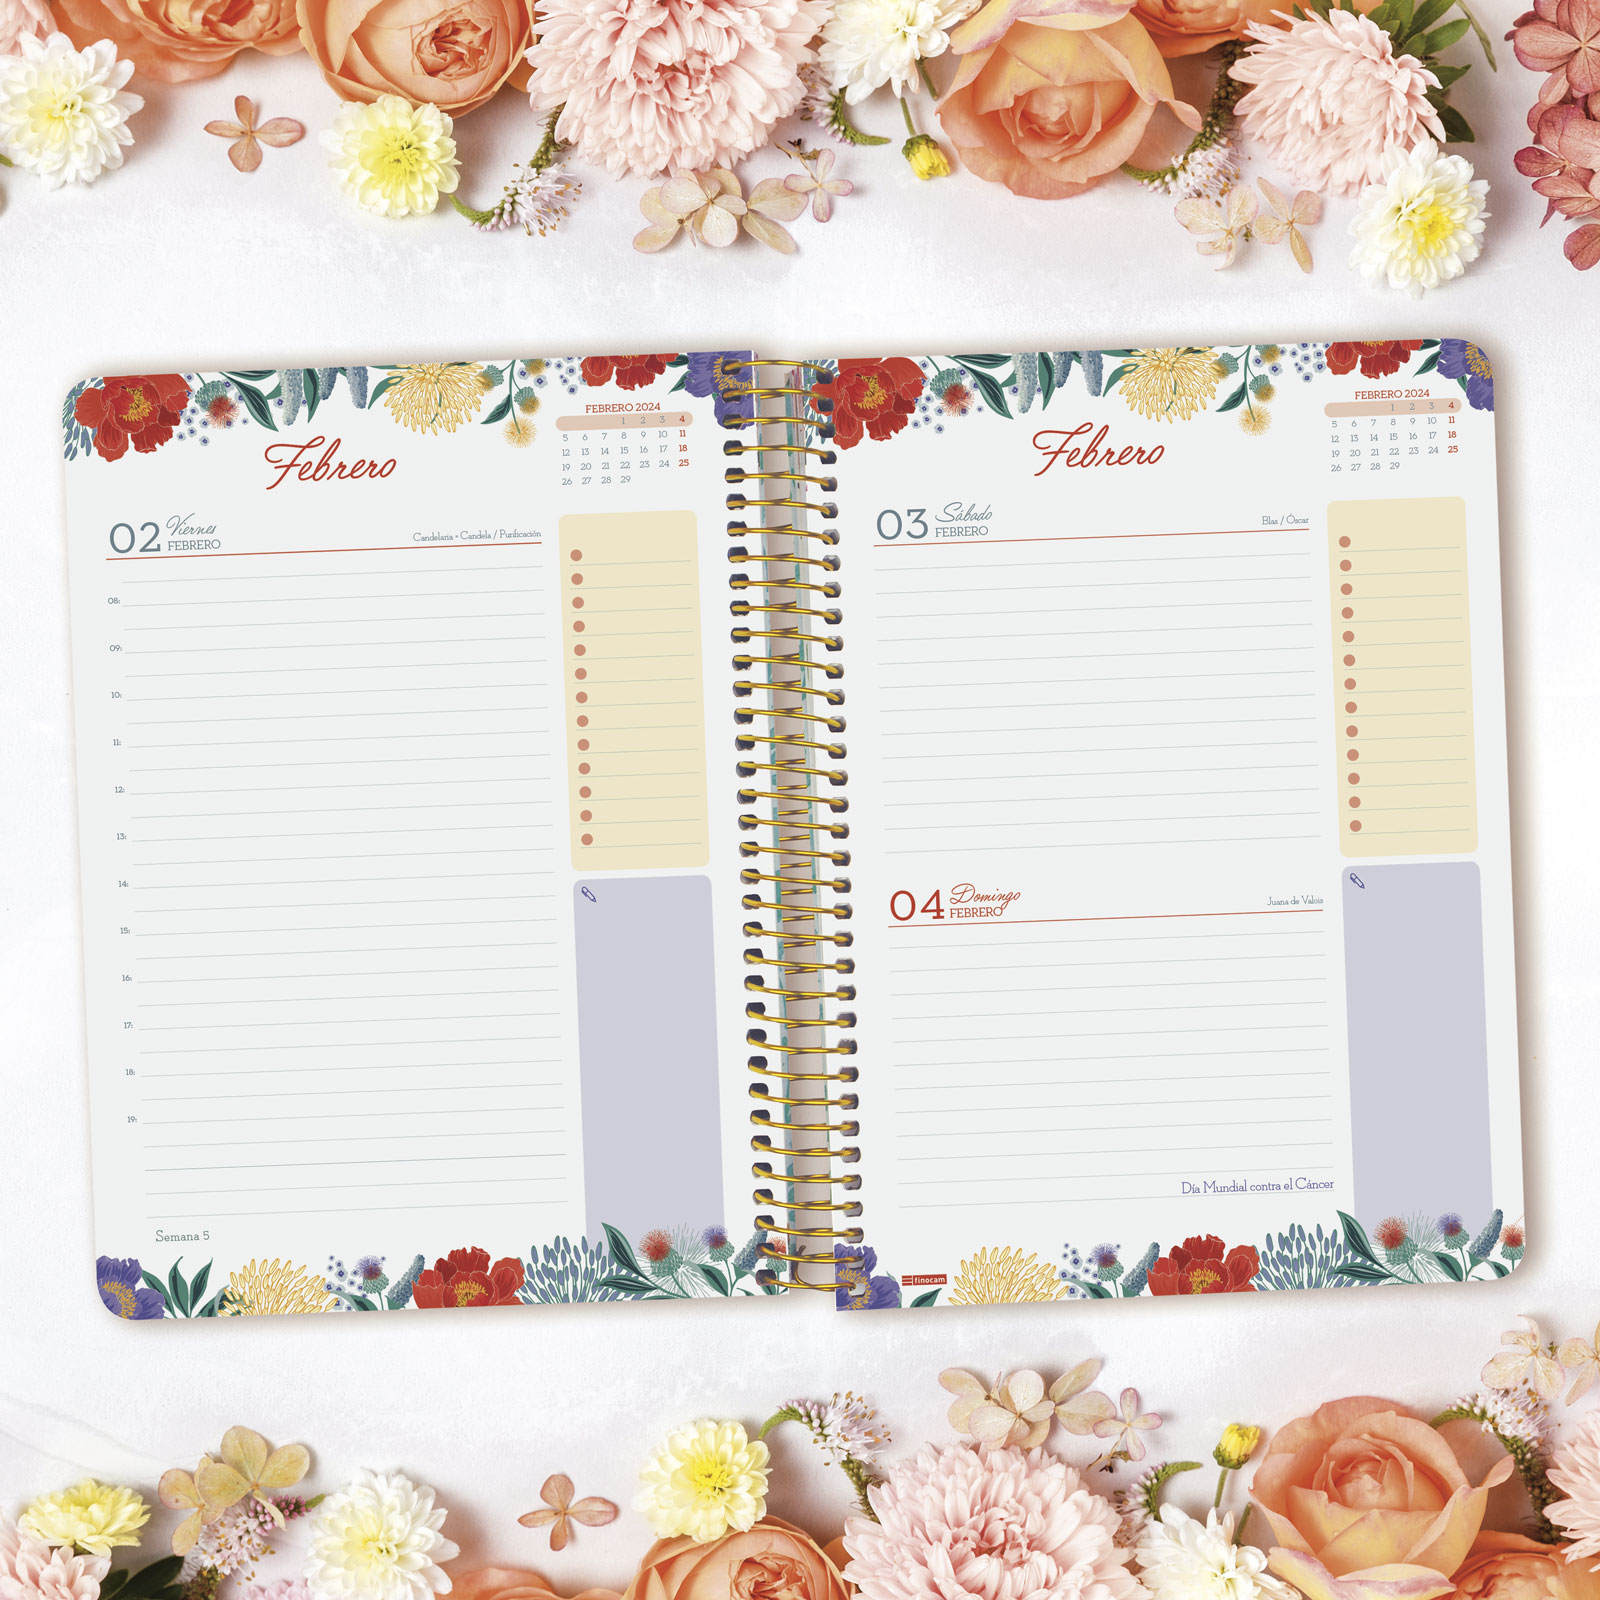 Febrero
FEBRERO 2024
1 2 3 4
5 6 7 8 9 10 11
12 13 14 15 16 17 18
19 20 21 22 23 24 25
26 27 28 29
02 Viernes
FEBRERO
Candelaria - Candela / Purificación
08:
09:
10:
11:
12:
13:
14:
15:
16:
17:
18:
19:
Semana 5
Febrero
FEBRERO 2024
1 2 3 4
5 6 7 8 9 10 11
12 13 14 15 16 17 18
19 20 21 22 23 24 25
26 27 28 29
03 Sábado
FEBRERO
Blas / Óscar
04 Domingo
FEBRERO
Juana de Valois
Día Mundial contra el Cáncer
finocam